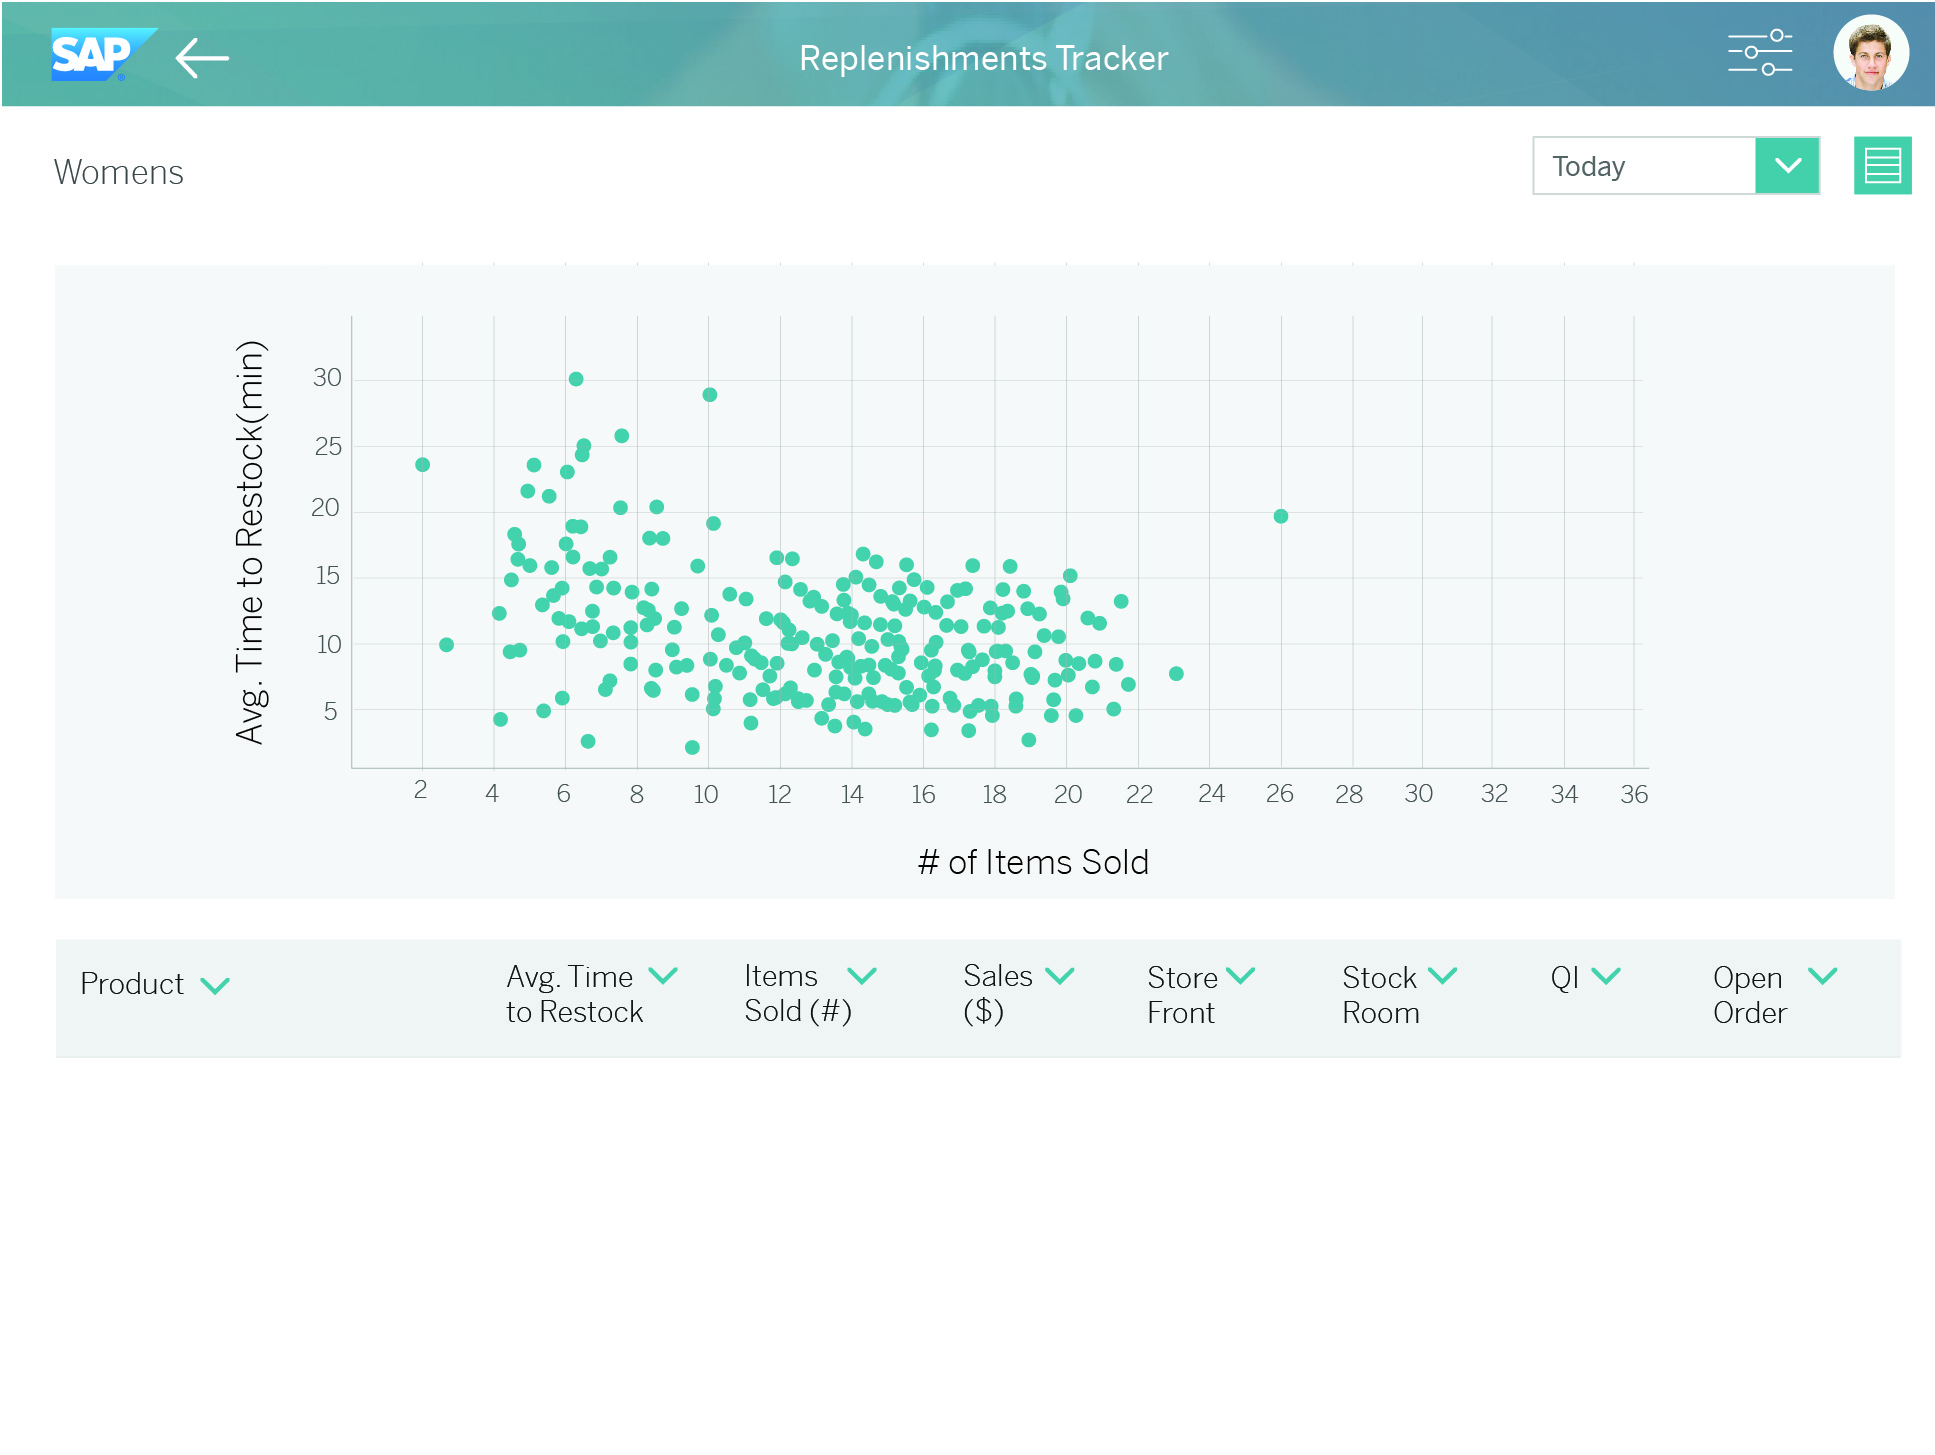 SAP
Replenishments Tracker
Womens
Today
Avg. Time to Restock(min)
30
25
20
15
10
5
2 4 6 8 10 12 14 16 18 20 22 24 26 28 30 32 34 36
# of Items Sold
Product
Avg. Time
to Restock
Items
Sold (#)
Sales
($)
Store
Front
Stock
Room
QI
Open
Order